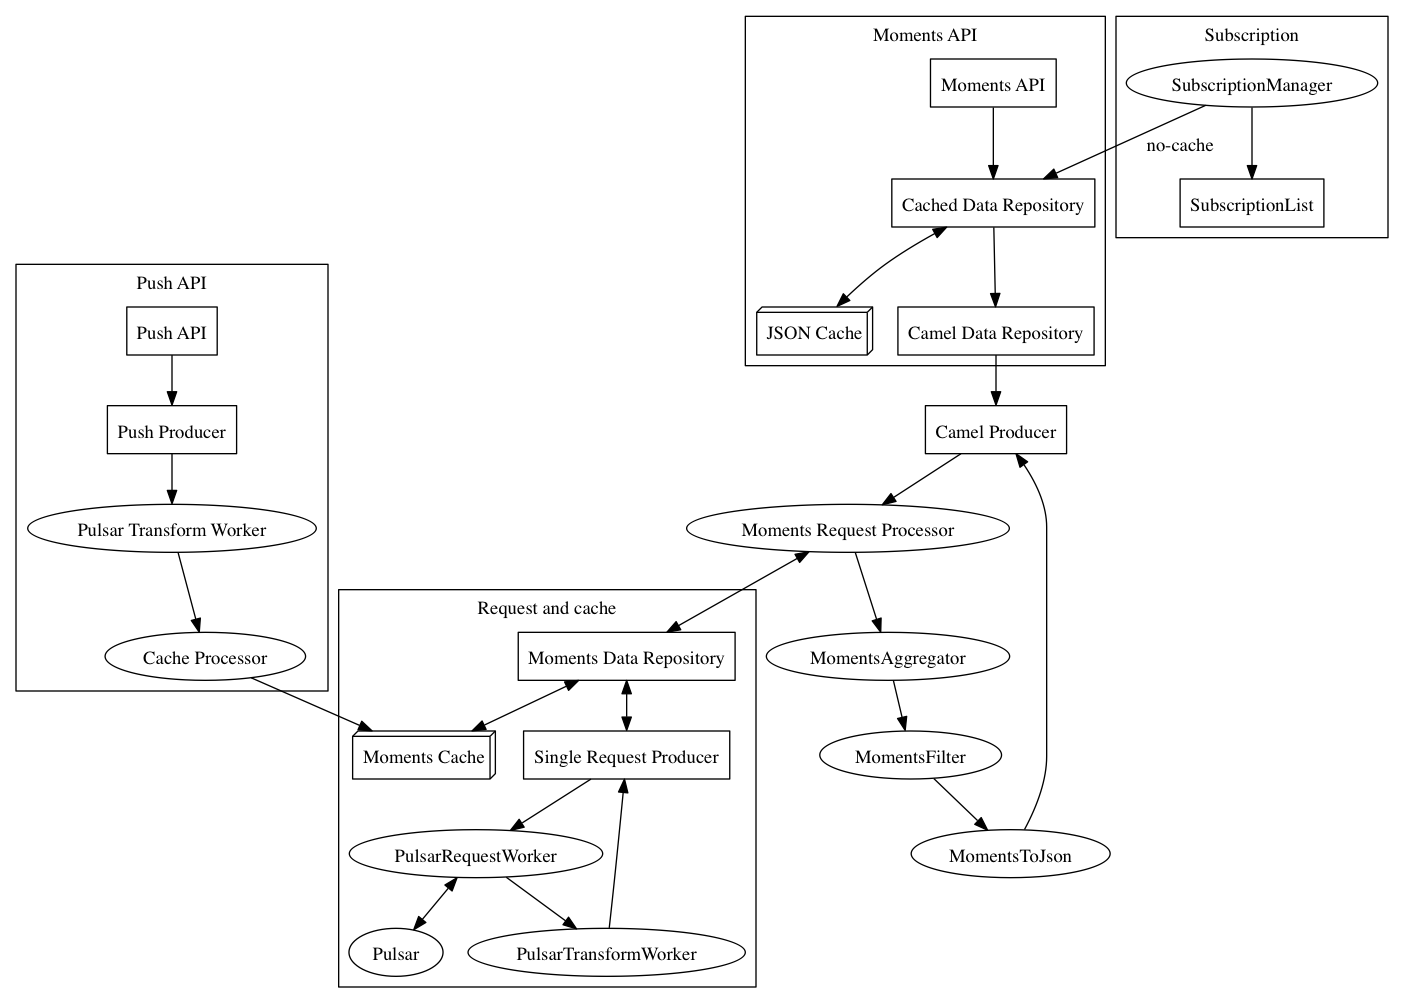 Moments API
Subscription
Moments API
SubscriptionManager
no-cache
Cached Data Repository
SubscriptionList
Push API
Push API
JSON Cache
Camel Data Repository
Push Producer
Camel Producer
Pulsar Transform Worker
Moments Request Processor
Request and cache
Cache Processor
Moments Data Repository
MomentsAggregator
Moments Cache
Single Request Producer
MomentsFilter
PulsarRequestWorker
MomentsToJson
Pulsar
PulsarTransformWorker